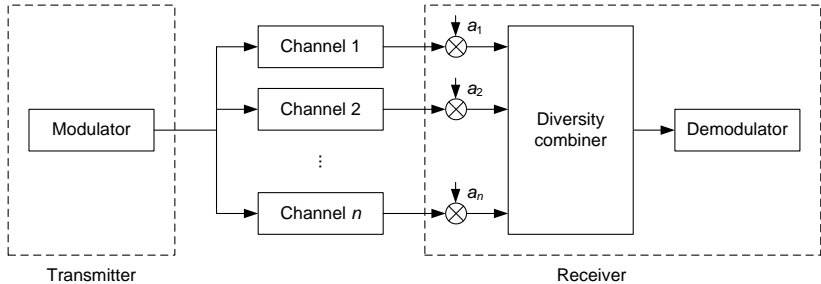 Channel 1
a1
Channel 2
a2
Modulator
Diversity
combiner
Demodulator
⋮
Channel n
an
Transmitter
Receiver